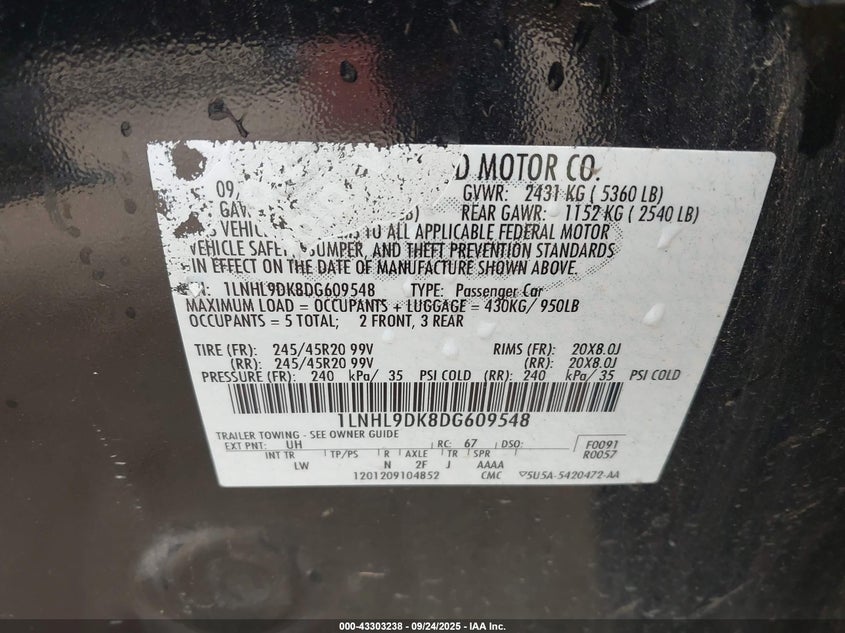 D MOTOR CO.
09/ GVWR: 2431 KG ( 5360 LB)
GAW LB) REAR GAWR: 1152 KG ( 2540 LB)
S VEHIC TO ALL APPLICABLE FEDERAL MOTOR
VEHICLE SAFE BUMPER, AND THEFT PREVENTION STANDARDS
IN EFFECT ON THE DATE OF MANUFACTURE SHOWN ABOVE.
1LNHL9DK8DG609548 TYPE: Passenger Car
MAXIMUM LOAD = OCCUPANTS + LUGGAGE = 430KG/ 950LB
OCCUPANTS = 5 TOTAL; 2 FRONT, 3 REAR
TIRE (FR): 245/45R20 99V RIMS (FR): 20X8.0J
(RR): 245/45R20 99V (RR): 20X8.0J
PRESSURE (FR): 240 kPa/ 35 PSI COLD (RR): 240 kPa/ 35 PSI COLD
1LNHL9DK8DG609548
TRAILER TOWING - SEE OWNER GUIDE
EXT PNT: UH RC: 67 DSO: F0091
INT TR TP/PS R AXLE TR SPR R0057
LW N 2F J AAAA
1201209104852 CMC 5U5A-5420472-AA
000-43303238 - 09/24/2025 - IAA Inc.